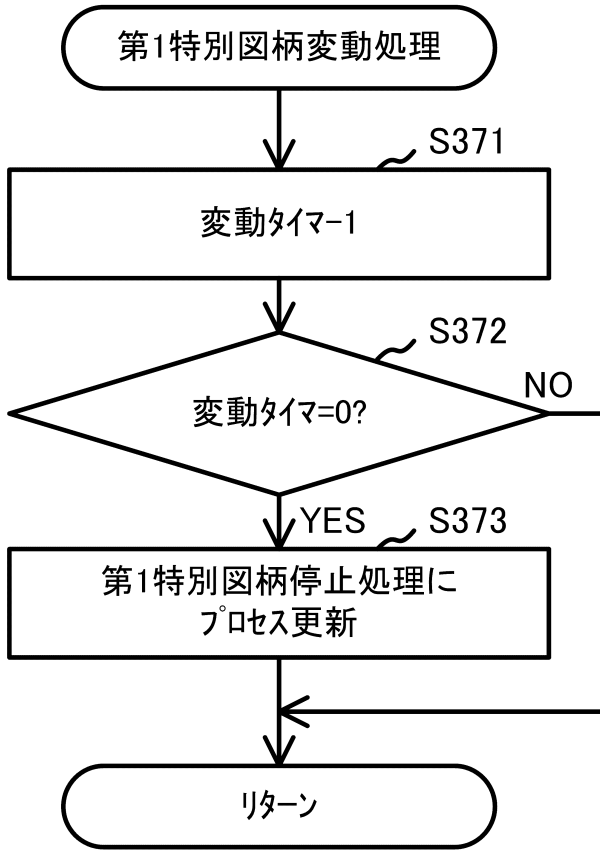 第1特別図柄変動処理
S371
変動ﾀｲﾏ-1
S372
変動ﾀｲﾏ=0?
NO
YES
S373
第1特別図柄停止処理に
ﾌﾟﾛｾｽ更新
ﾘﾀｰﾝ